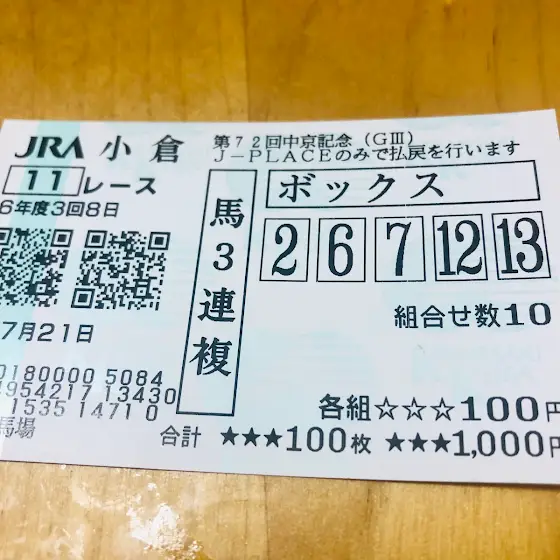 JRA 小倉
第72回中京記念(GⅢ)
J-PLACEのみで払戻を行います
11レース
6年度3回8日
馬3連複
ボックス
2 6 7 12 13
組合せ数10
7月21日
0180000 5084
4954217 13430
1535 1471 0
馬場
各組☆☆☆100円
合計 ★★★100枚 ★★★1,000円